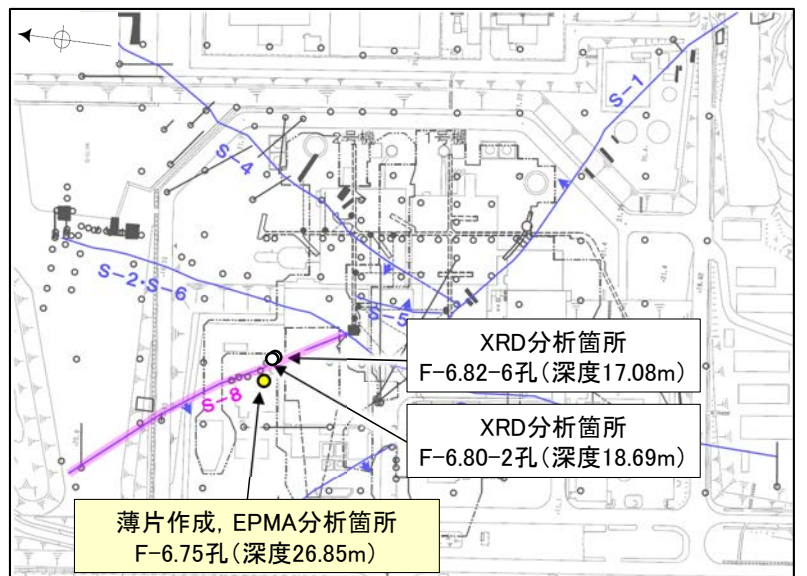 S-1
2号機
1号機
S-4
S-2・S-6
S-5
S-8
XRD分析箇所
F-6.82-6孔(深度17.08m)
XRD分析箇所
F-6.80-2孔(深度18.69m)
薄片作成, EPMA分析箇所
F-6.75孔(深度26.85m)